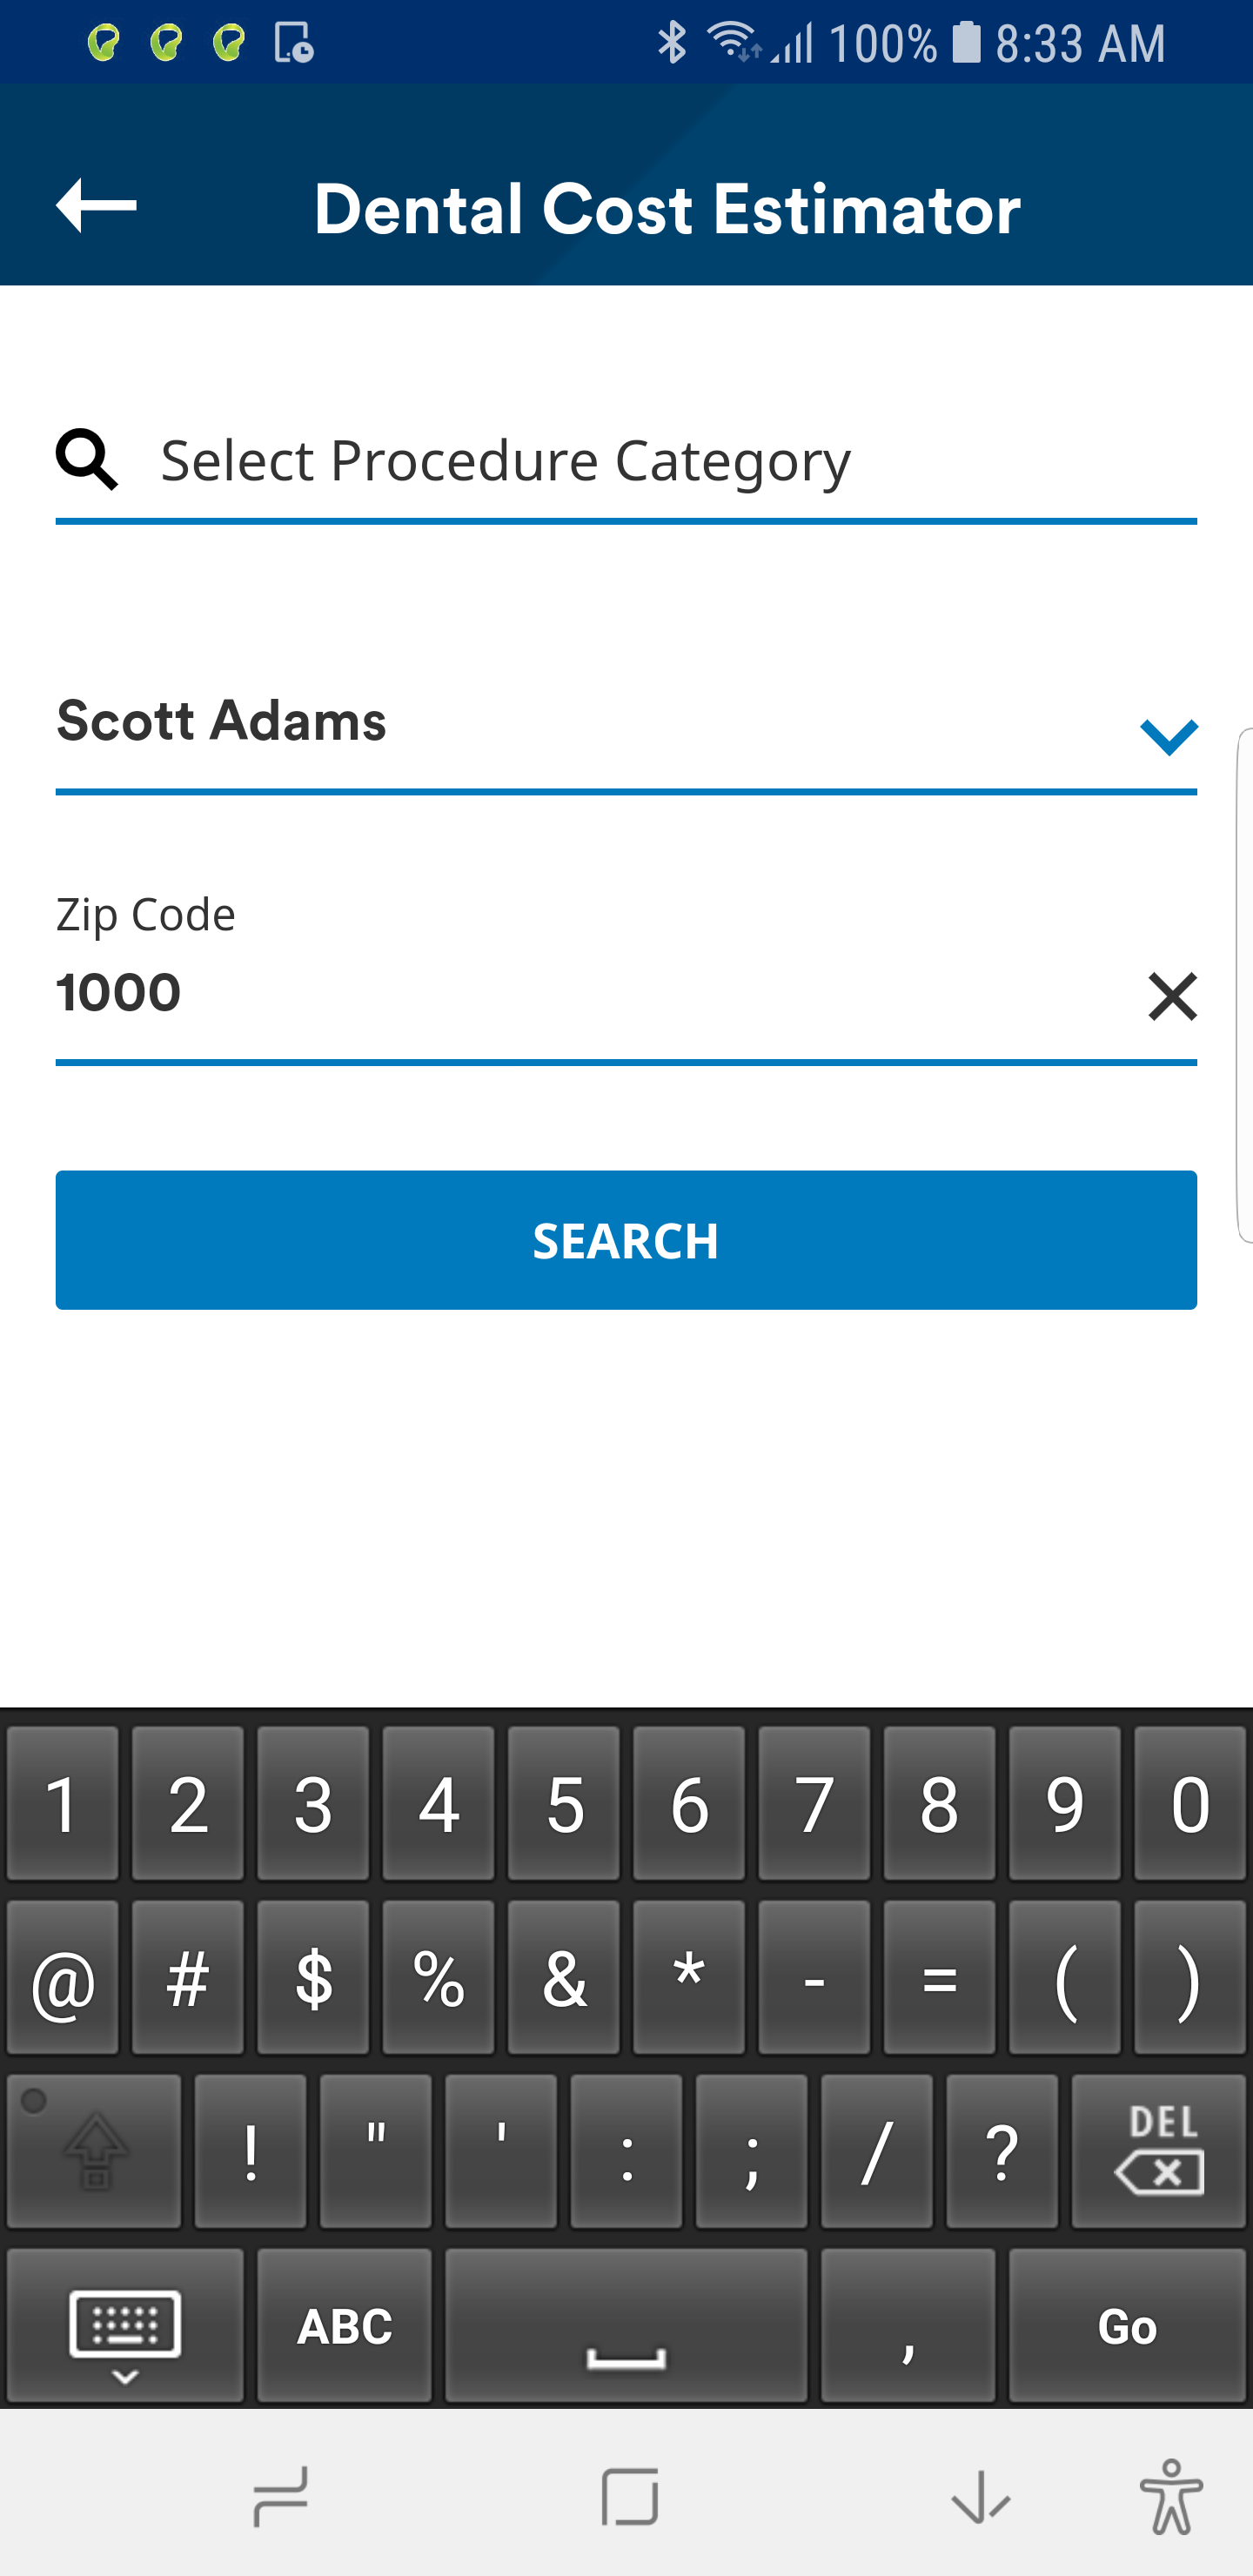 100% 8:33 AM
Dental Cost Estimator
Select Procedure Category
Scott Adams
Zip Code
1000
SEARCH
1 2 3 4 5 6 7 8 9 0
@ # $ % & * - = ( )
! " ' : ; / ? DEL
ABC , Go